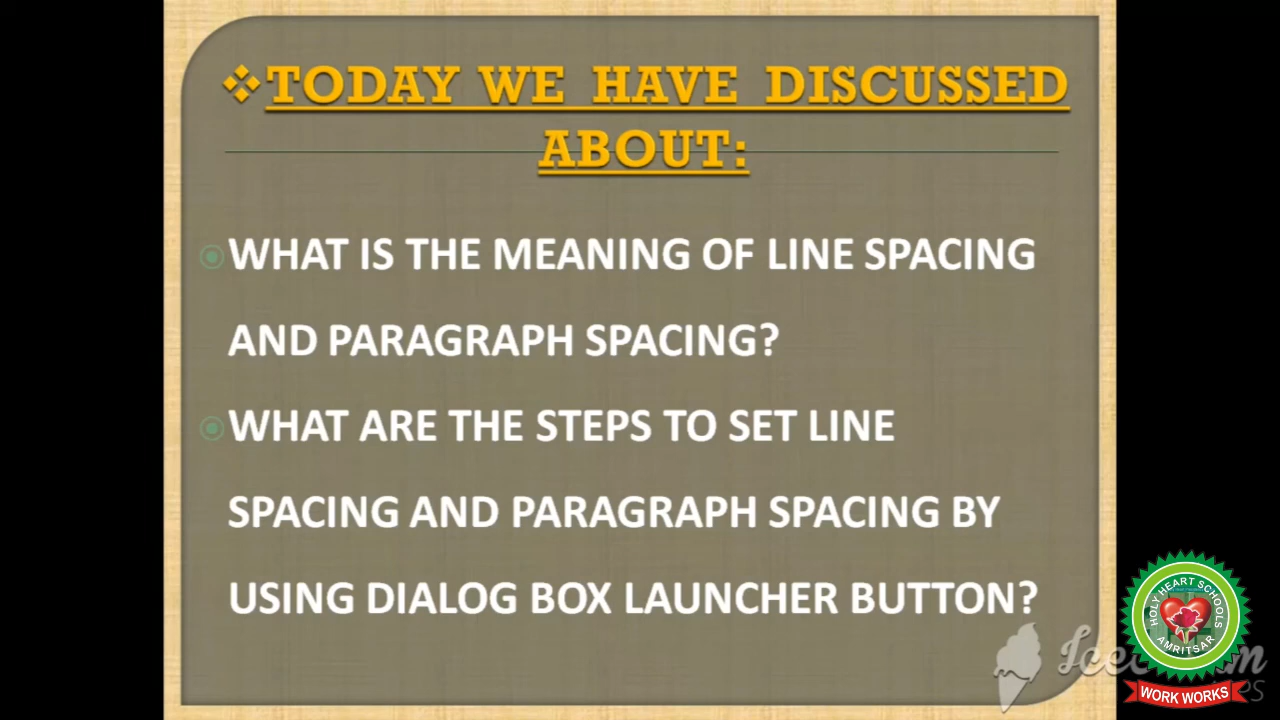 ❖TODAY WE HAVE DISCUSSED
ABOUT:
WHAT IS THE MEANING OF LINE SPACING
AND PARAGRAPH SPACING?
WHAT ARE THE STEPS TO SET LINE
SPACING AND PARAGRAPH SPACING BY
USING DIALOG BOX LAUNCHER BUTTON?
HOLY HEART SCHOOLS
AMRITSAR
WORK WORKS